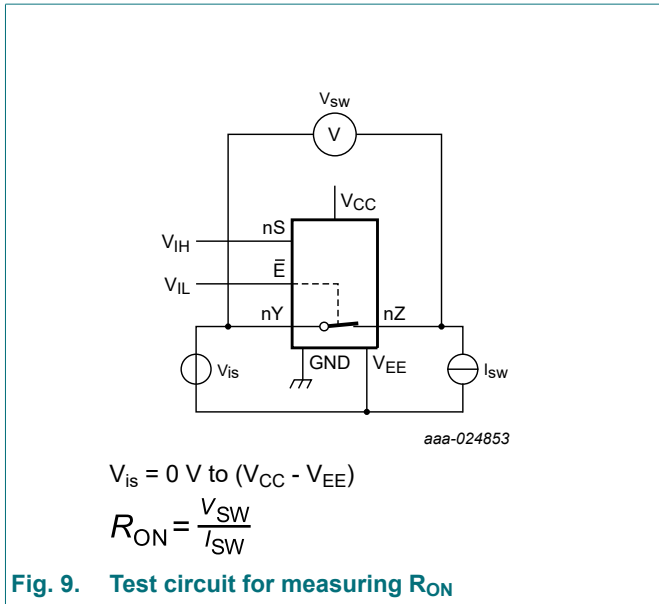 Vsw
V
VCC
nS
VIH
E̅
VIL
nY
nZ
GND
VEE
Vis
Isw
aaa-024853
Vis = 0 V to (VCC - VEE)
RON = VSW / ISW
Fig. 9. Test circuit for measuring RON